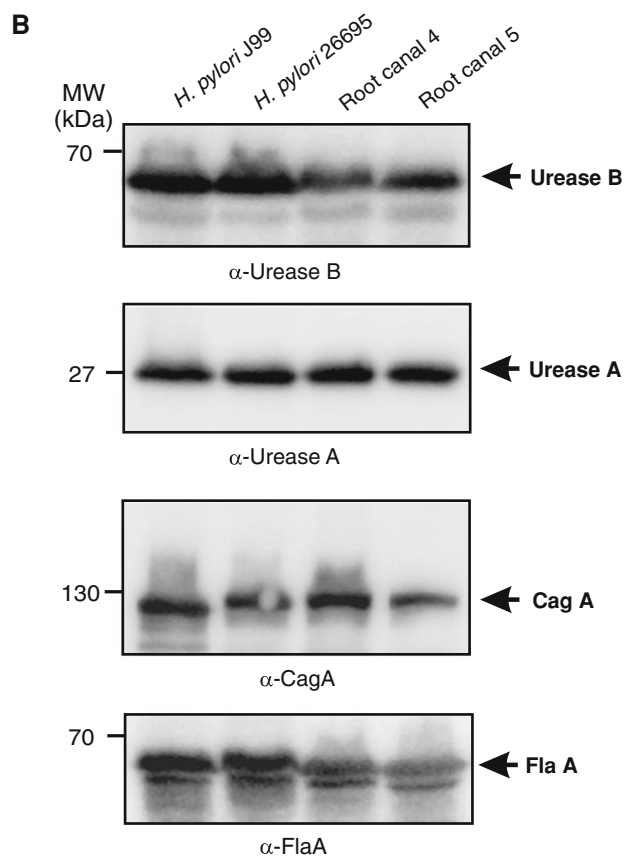 B
H. pylori J99
H. pylori 26695
Root canal 4
Root canal 5
MW
(kDa)
70
Urease B
α-Urease B
27
Urease A
α-Urease A
130
Cag A
α-CagA
70
Fla A
α-FlaA